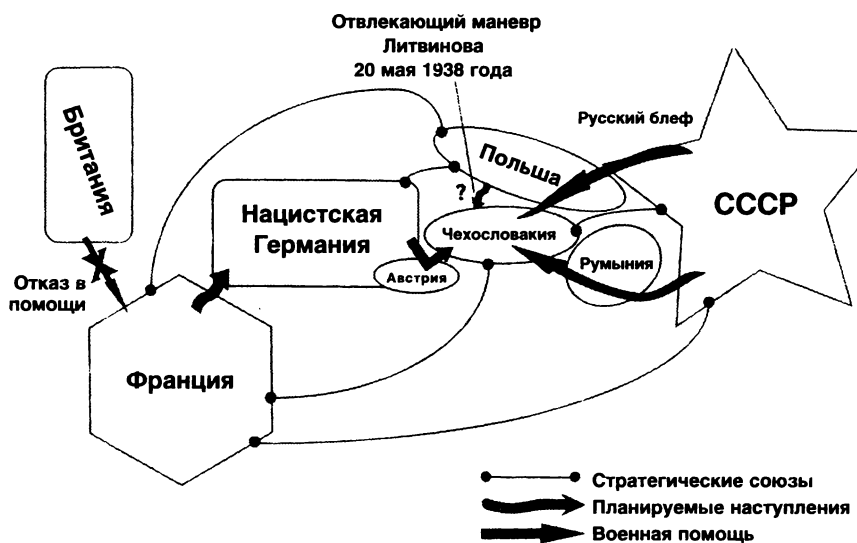 Отвлекающий маневр
Литвинова
20 мая 1938 года
Британия
Русский блеф
Польша
СССР
?
Нацистская
Германия
Чехословакия
Австрия
Румыния
Отказ в
помощи
Франция
Стратегические союзы
Планируемые наступления
Военная помощь